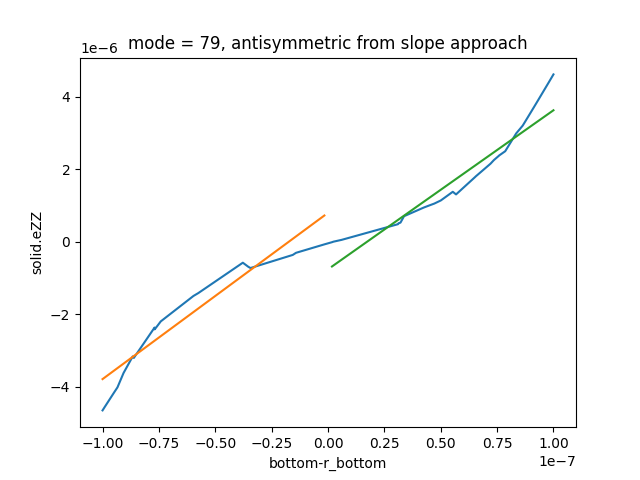 mode = 79, antisymmetric from slope approach
1e−6
4
2
0
−2
−4
solid.eZZ
−1.00 −0.75 −0.50 −0.25 0.00 0.25 0.50 0.75 1.00
bottom-r_bottom
1e−7